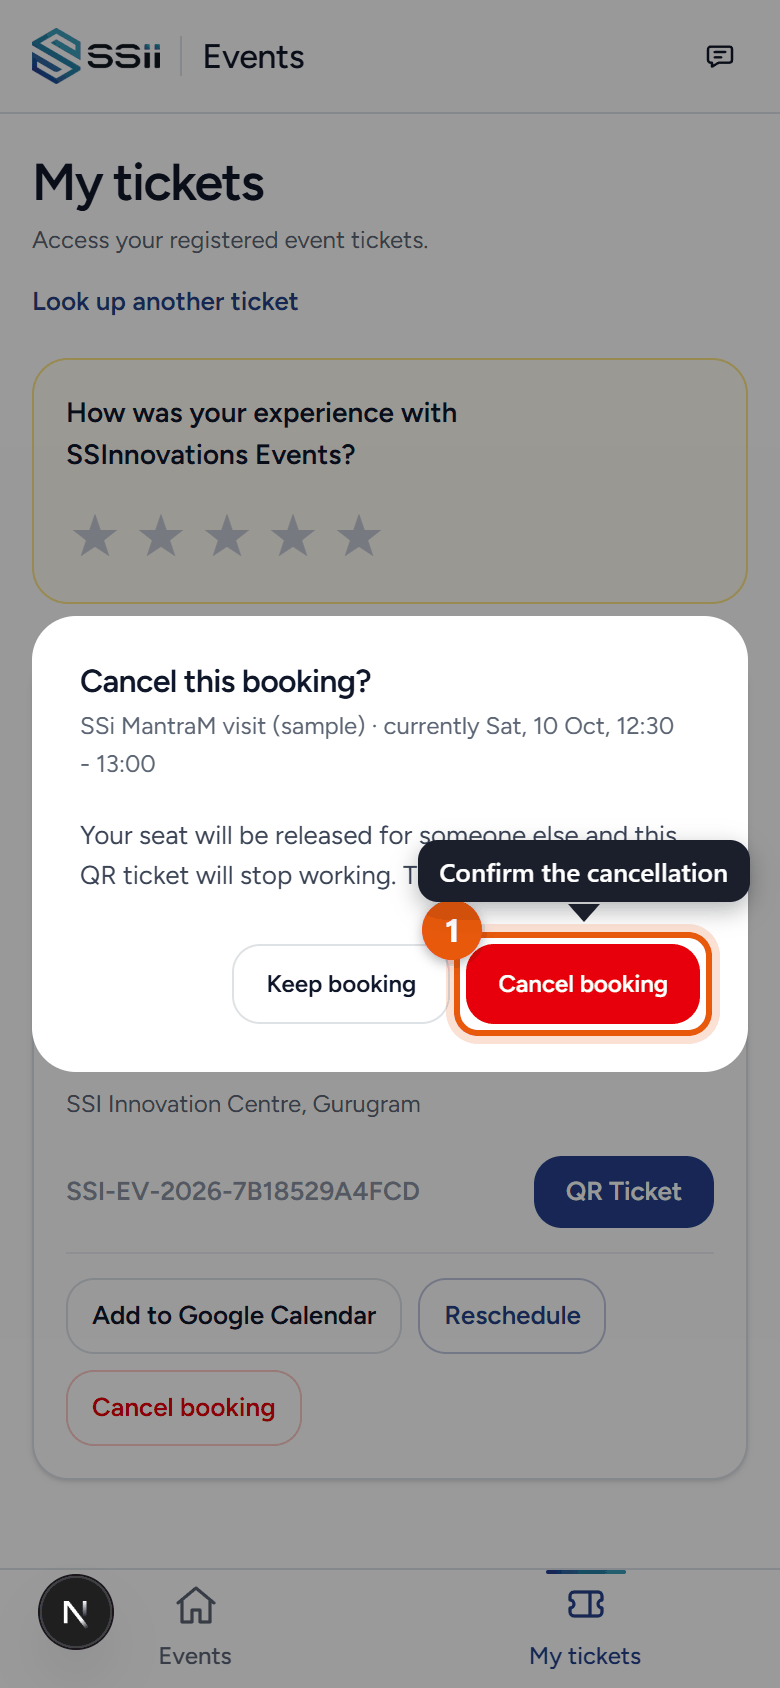 SSii
Events
My tickets
Access your registered event tickets.
Look up another ticket
How was your experience with
SSInnovations Events?
Cancel this booking?
SSi MantraM visit (sample) · currently Sat, 10 Oct, 12:30
- 13:00
Your seat will be released for someone else and this
QR ticket will stop working.
Confirm the cancellation
1
Keep booking
Cancel booking
SSI Innovation Centre, Gurugram
SSI-EV-2026-7B18529A4FCD
QR Ticket
Add to Google Calendar
Reschedule
Cancel booking
N
Events
My tickets